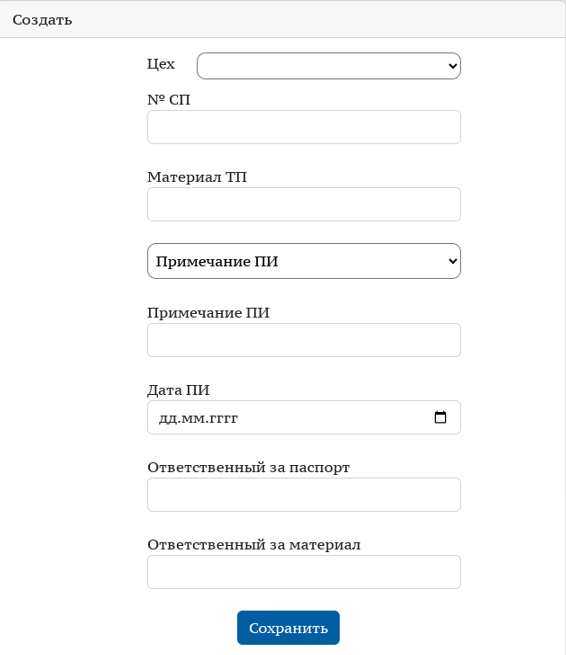 Создать
Цех
№ СП
Материал ТП
Примечание ПИ
Примечание ПИ
Дата ПИ
дд.мм.гггг
Ответственный за паспорт
Ответственный за материал
Сохранить